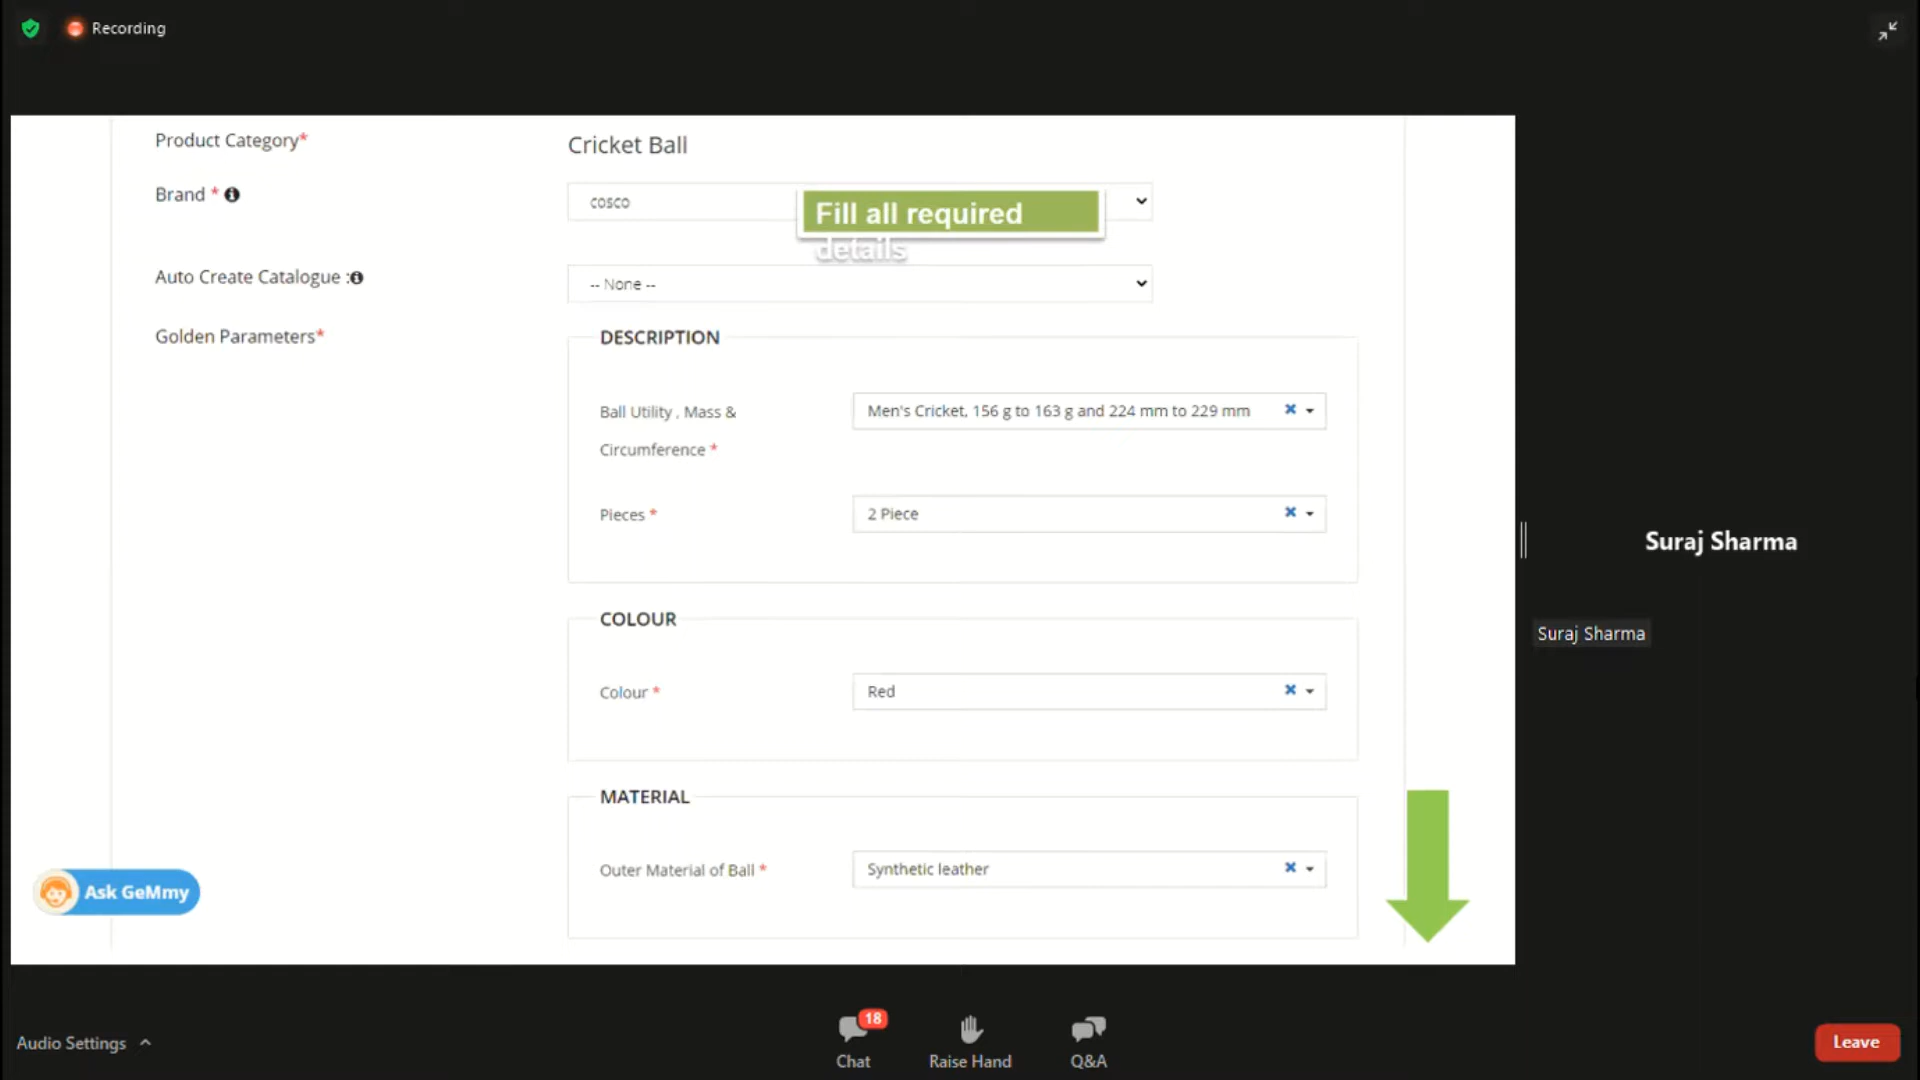 Recording
Product Category*
Cricket Ball
Brand *
cosco
Fill all required
details
Auto Create Catalogue :
-- None --
Golden Parameters*
DESCRIPTION
Ball Utility , Mass &
Circumference *
Men's Cricket, 156 g to 163 g and 224 mm to 229 mm
Pieces *
2 Piece
COLOUR
Colour *
Red
MATERIAL
Outer Material of Ball *
Synthetic leather
Ask GeMmy
Suraj Sharma
Suraj Sharma
Audio Settings
18
Chat
Raise Hand
Q&A
Leave